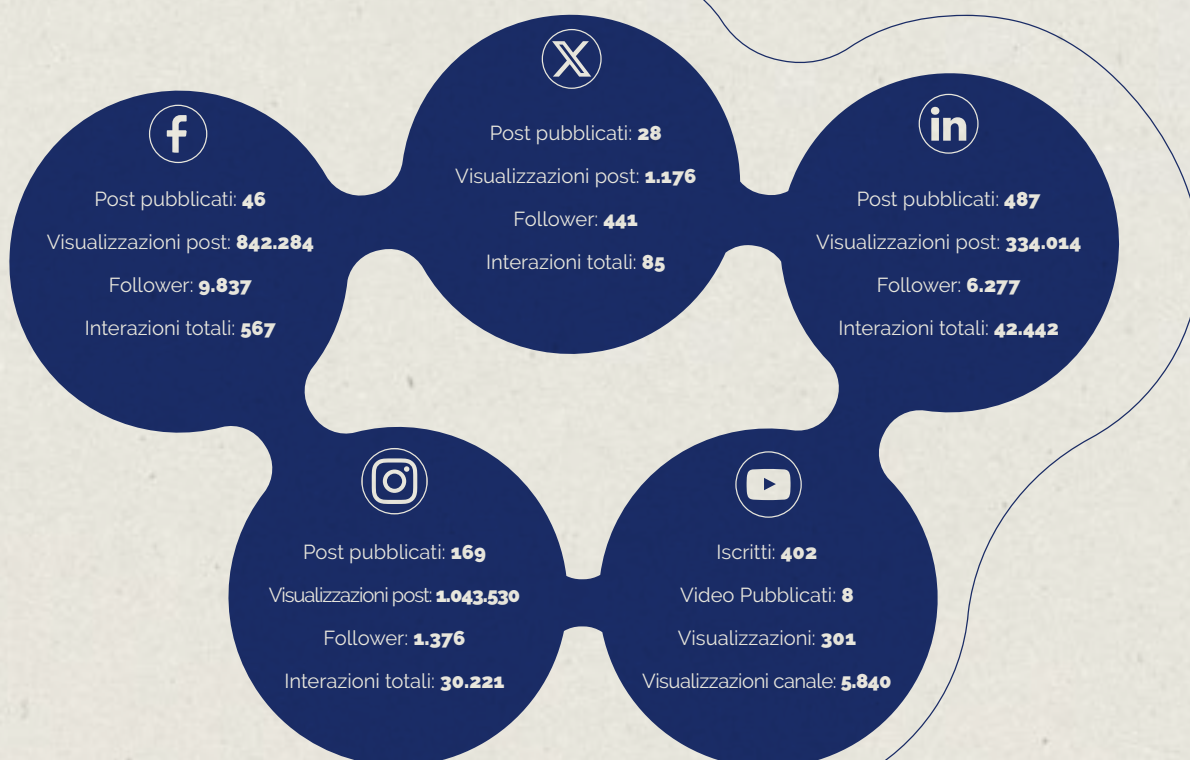 Post pubblicati: 46
Visualizzazioni post: 842.284
Follower: 9.837
Interazioni totali: 567
Post pubblicati: 28
Visualizzazioni post: 1.176
Follower: 441
Interazioni totali: 85
Post pubblicati: 487
Visualizzazioni post: 334.014
Follower: 6.277
Interazioni totali: 42.442
Post pubblicati: 169
Visualizzazioni post: 1.043.530
Follower: 1.376
Interazioni totali: 30.221
Iscritti: 402
Video Pubblicati: 8
Visualizzazioni: 301
Visualizzazioni canale: 5.840